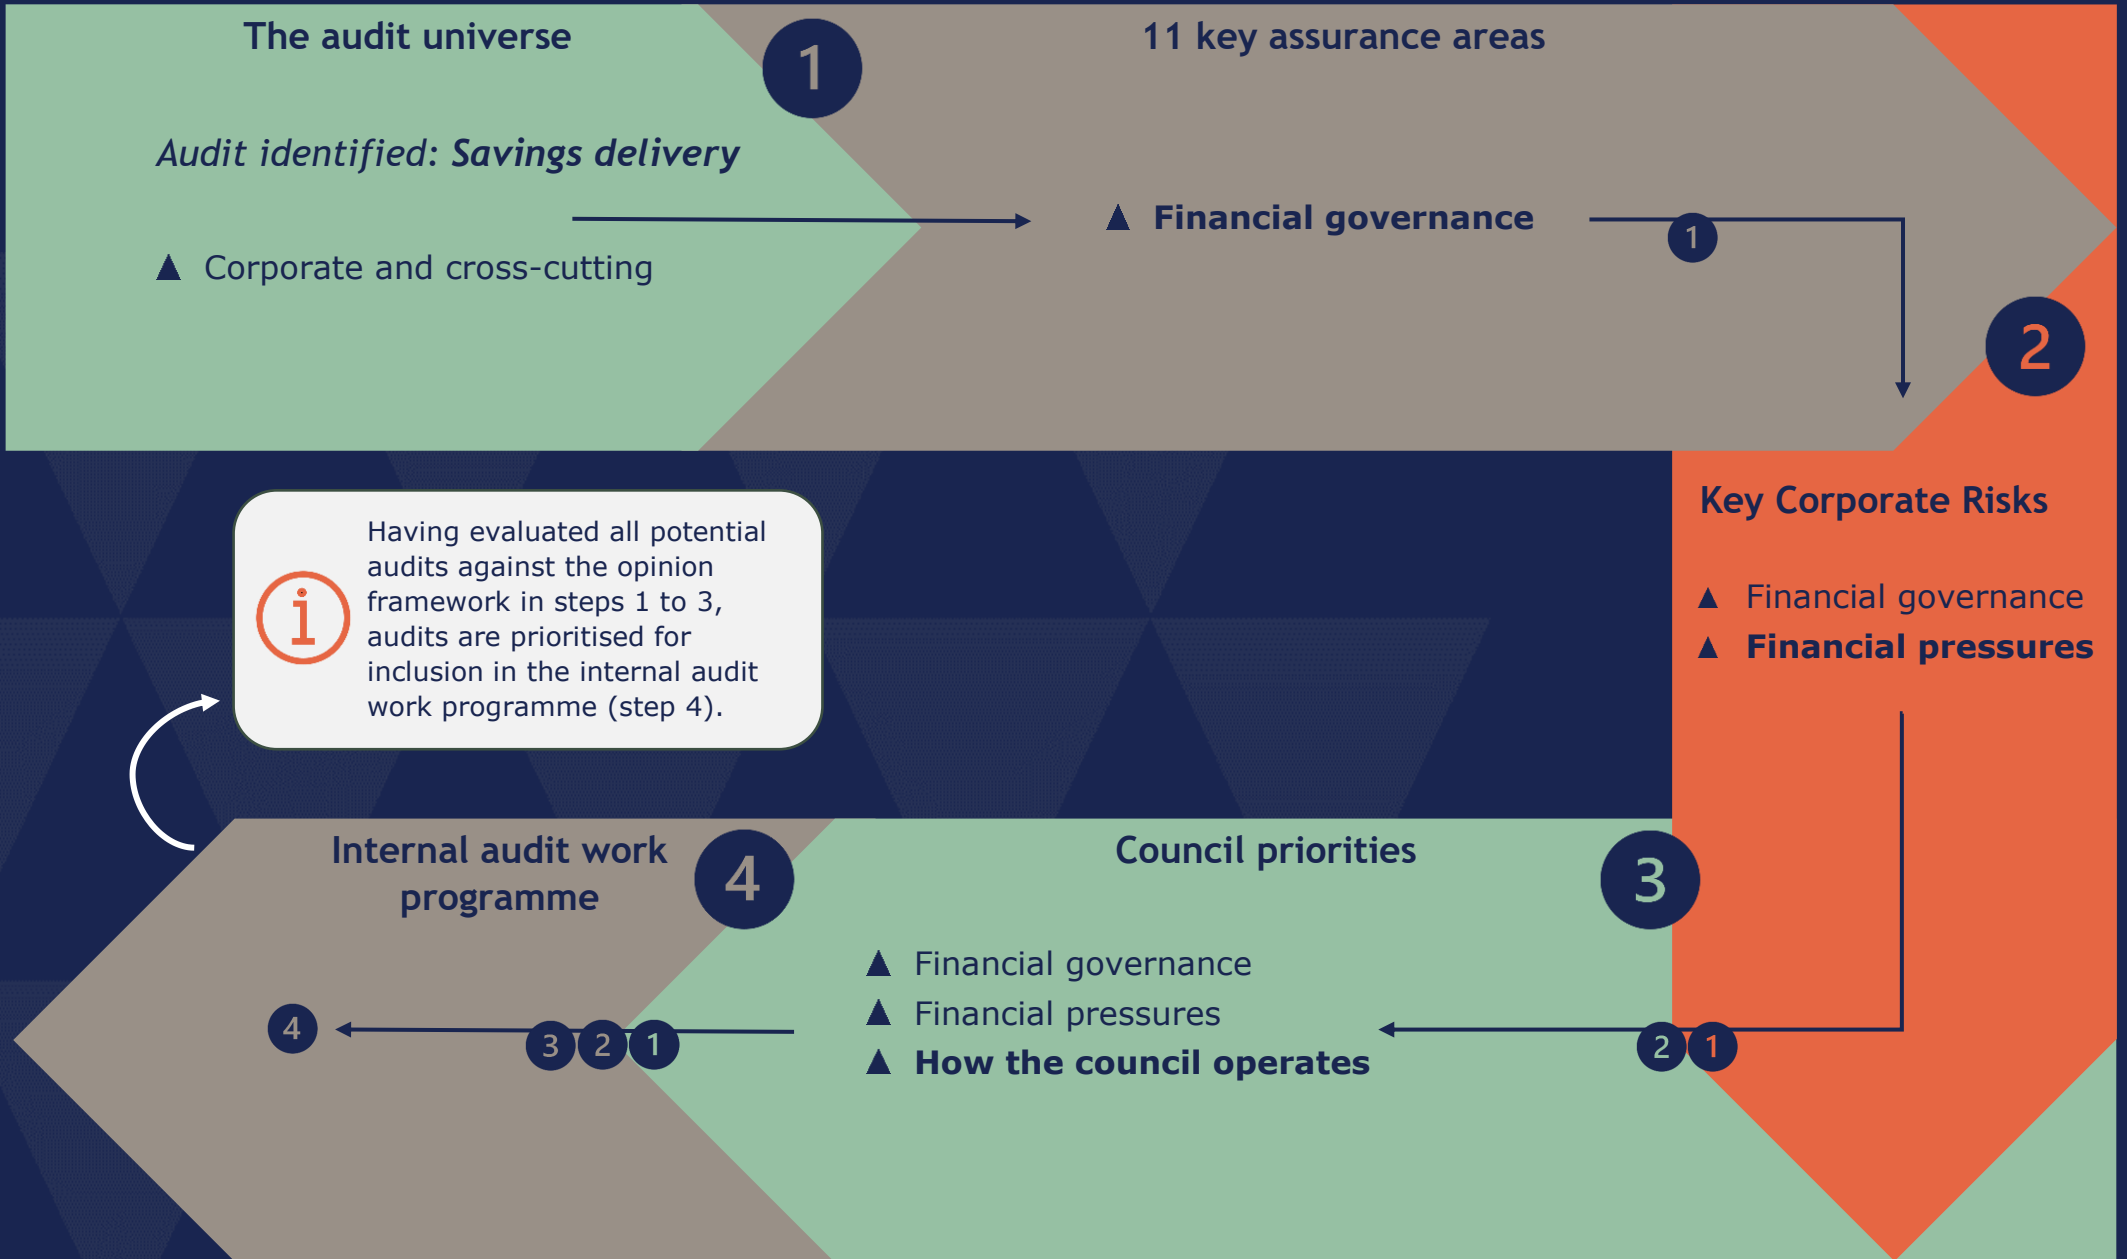 The audit universe
1
11 key assurance areas
Audit identified: Savings delivery
▲ Corporate and cross-cutting
▲ Financial governance
1
2
Key Corporate Risks
▲ Financial governance
▲ Financial pressures
i
Having evaluated all potential
audits against the opinion
framework in steps 1 to 3,
audits are prioritised for
inclusion in the internal audit
work programme (step 4).
3
Council priorities
▲ Financial governance
▲ Financial pressures
▲ How the council operates
2 1
4
Internal audit work
programme
4
3 2 1